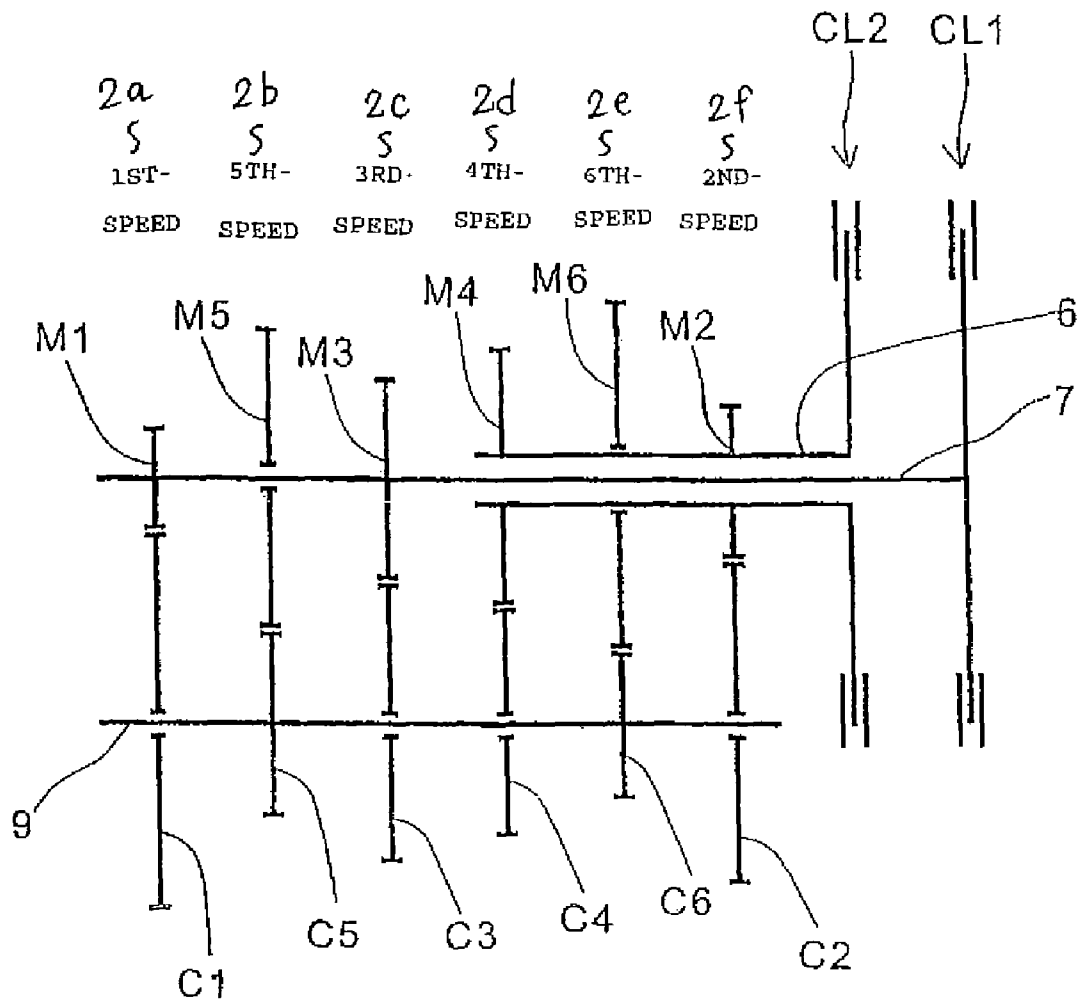 CL2 CL1
2a 2b 2c 2d 2e 2f
S S S S S S
1ST- 5TH- 3RD- 4TH- 6TH- 2ND-
SPEED SPEED SPEED SPEED SPEED SPEED
M1 M5 M3 M4 M6 M2 6
7
9
C1 C5 C3 C4 C6 C2